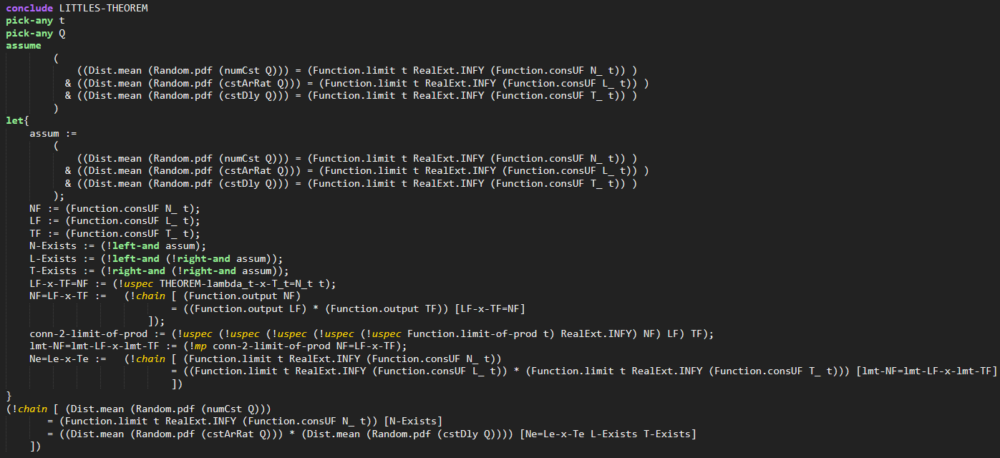 conclude LITTLES-THEOREM
pick-any t
pick-any Q
assume
(
((Dist.mean (Random.pdf (numCst Q))) = (Function.limit t RealExt.INFY (Function.consUF N_ t)) )
& ((Dist.mean (Random.pdf (cstArRat Q))) = (Function.limit t RealExt.INFY (Function.consUF L_ t)) )
& ((Dist.mean (Random.pdf (cstDly Q))) = (Function.limit t RealExt.INFY (Function.consUF T_ t)) )
)
let{
assum :=
(
((Dist.mean (Random.pdf (numCst Q))) = (Function.limit t RealExt.INFY (Function.consUF N_ t)) )
& ((Dist.mean (Random.pdf (cstArRat Q))) = (Function.limit t RealExt.INFY (Function.consUF L_ t)) )
& ((Dist.mean (Random.pdf (cstDly Q))) = (Function.limit t RealExt.INFY (Function.consUF T_ t)) )
);
NF := (Function.consUF N_ t);
LF := (Function.consUF L_ t);
TF := (Function.consUF T_ t);
N-Exists := (!left-and assum);
L-Exists := (!left-and (!right-and assum));
T-Exists := (!right-and (!right-and assum));
LF-x-TF=NF := (!uspec THEOREM-lambda_t-x-T_t=N_t t);
NF=LF-x-TF :=   (!chain [ (Function.output NF)
= ((Function.output LF) * (Function.output TF)) [LF-x-TF=NF]
]);
conn-2-limit-of-prod := (!uspec (!uspec (!uspec (!uspec (!uspec Function.limit-of-prod t) RealExt.INFY) NF) LF) TF);
lmt-NF=lmt-LF-x-lmt-TF := (!mp conn-2-limit-of-prod NF=LF-x-TF);
Ne=Le-x-Te :=   (!chain [ (Function.limit t RealExt.INFY (Function.consUF N_ t))
= ((Function.limit t RealExt.INFY (Function.consUF L_ t)) * (Function.limit t RealExt.INFY (Function.consUF T_ t))) [lmt-NF=lmt-LF-x-lmt-TF]
])
}
(!chain [ (Dist.mean (Random.pdf (numCst Q)))
= (Function.limit t RealExt.INFY (Function.consUF N_ t)) [N-Exists]
= ((Dist.mean (Random.pdf (cstArRat Q))) * (Dist.mean (Random.pdf (cstDly Q)))) [Ne=Le-x-Te L-Exists T-Exists]
])